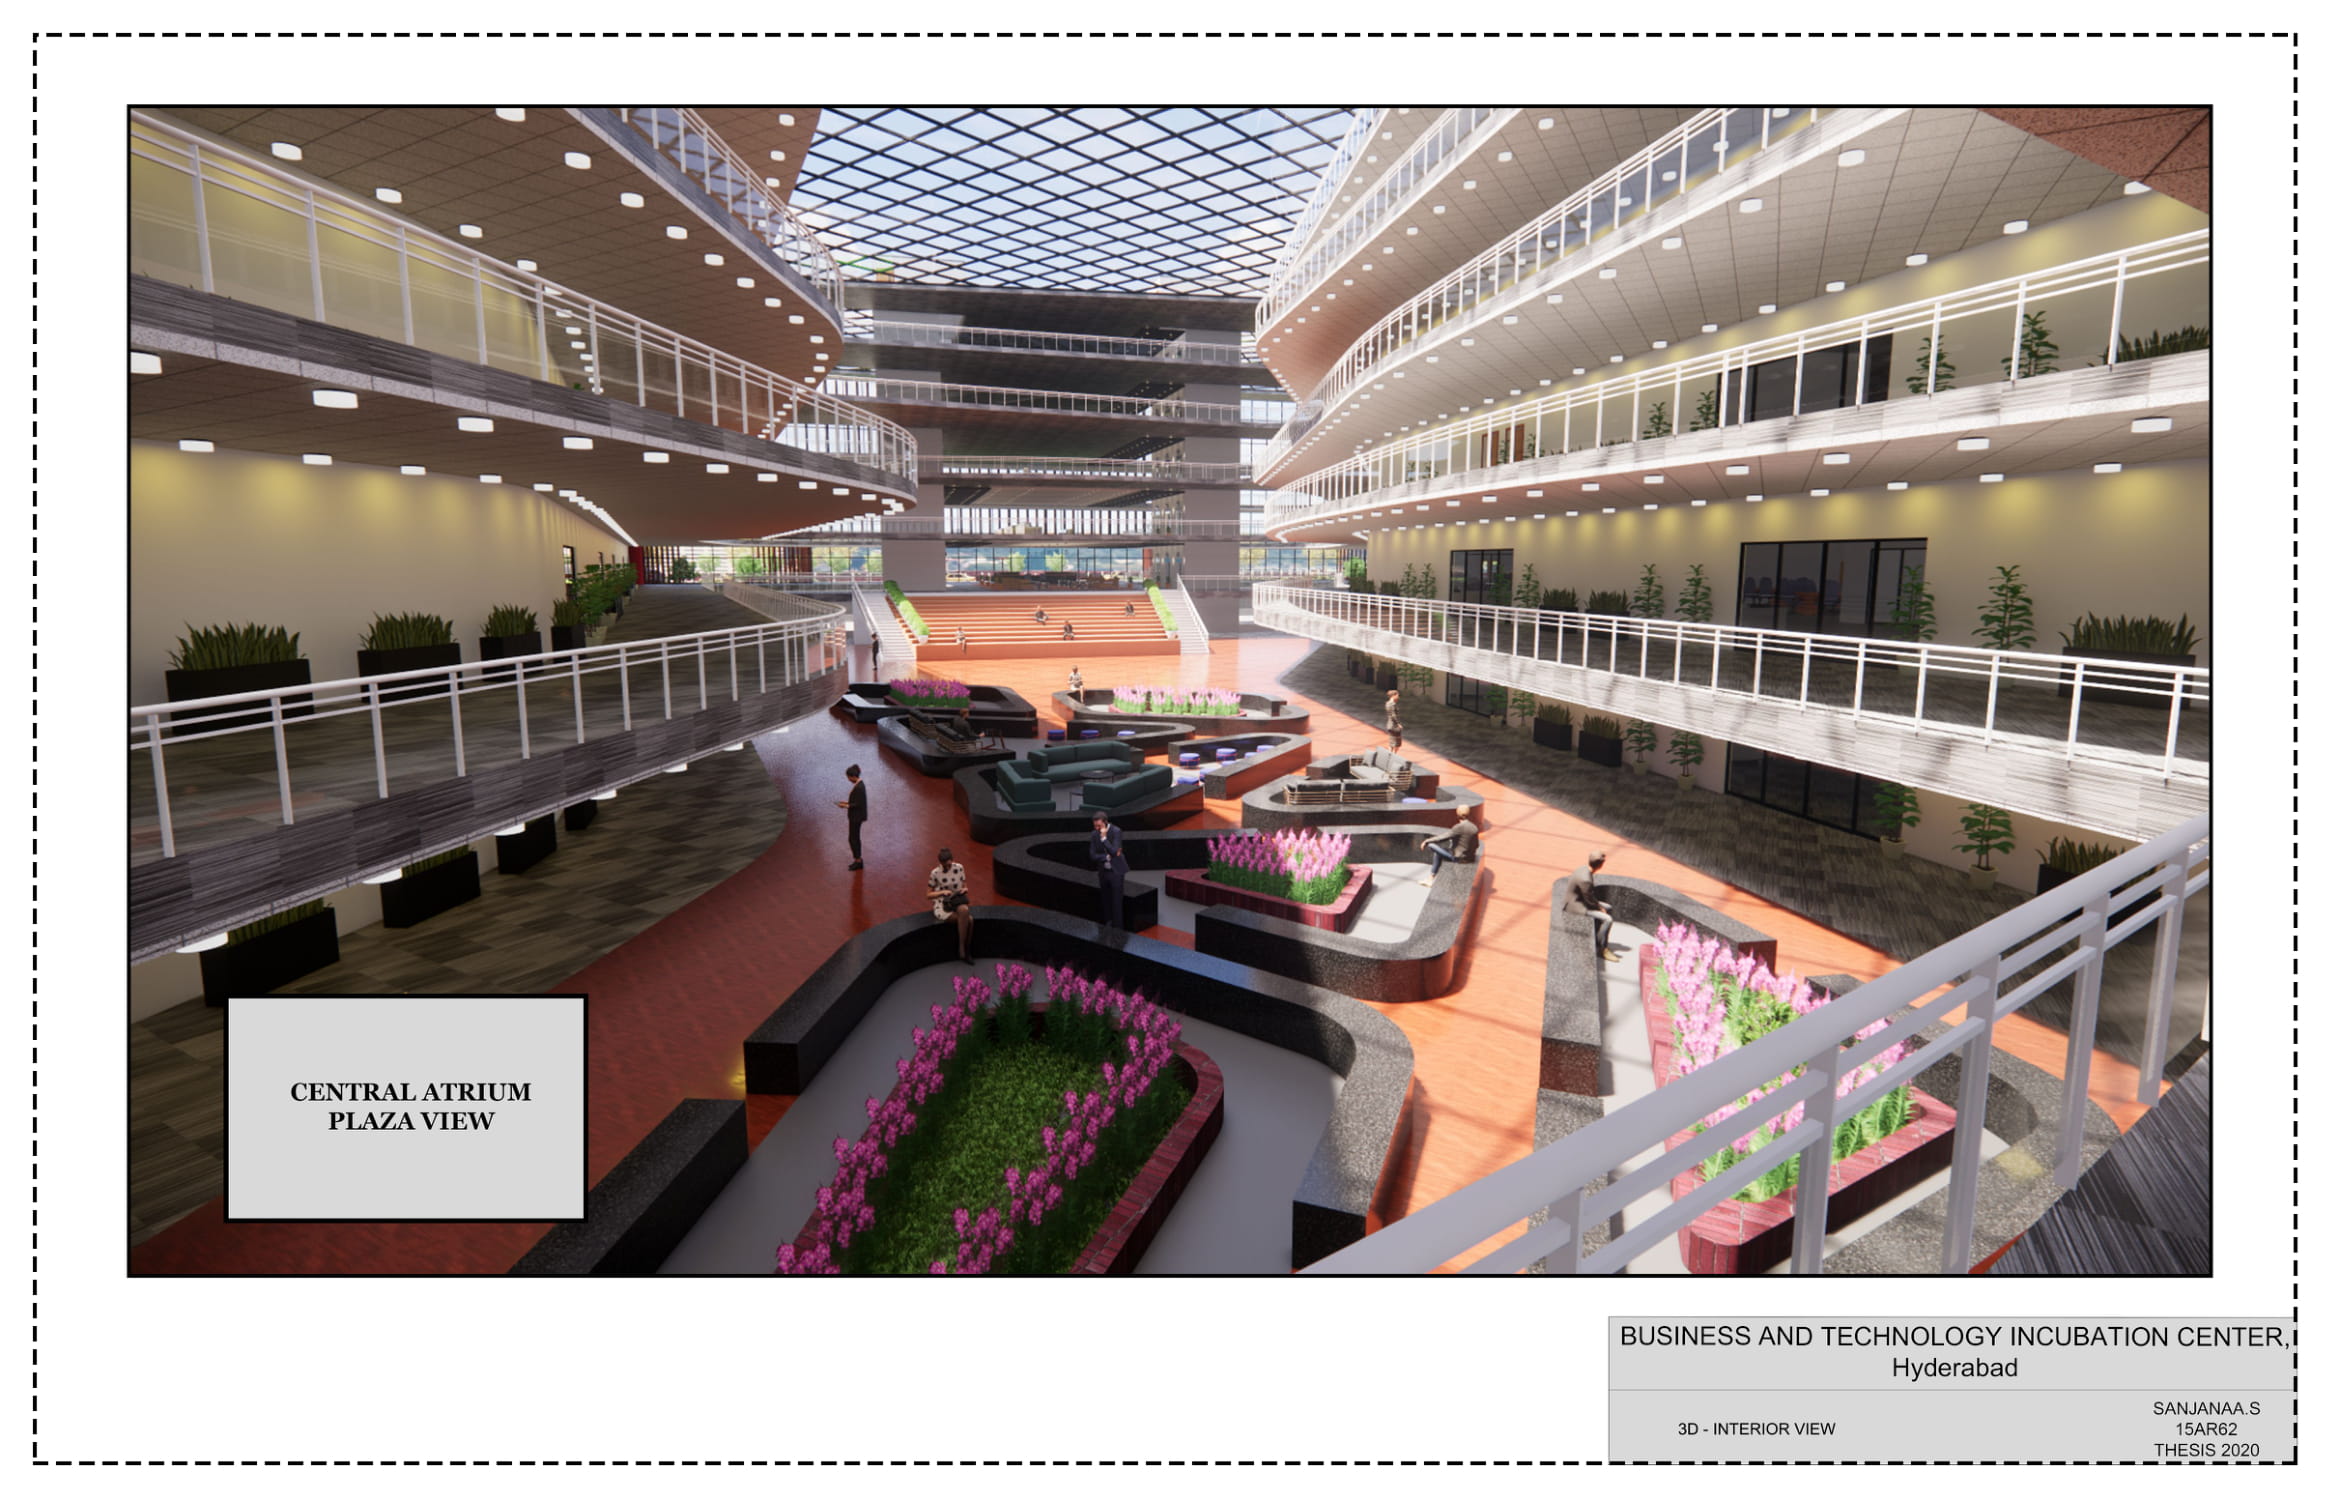 CENTRAL ATRIUM
PLAZA VIEW
BUSINESS AND TECHNOLOGY INCUBATION CENTER,
Hyderabad
3D - INTERIOR VIEW
SANJANAA.S
15AR62
THESIS 2020